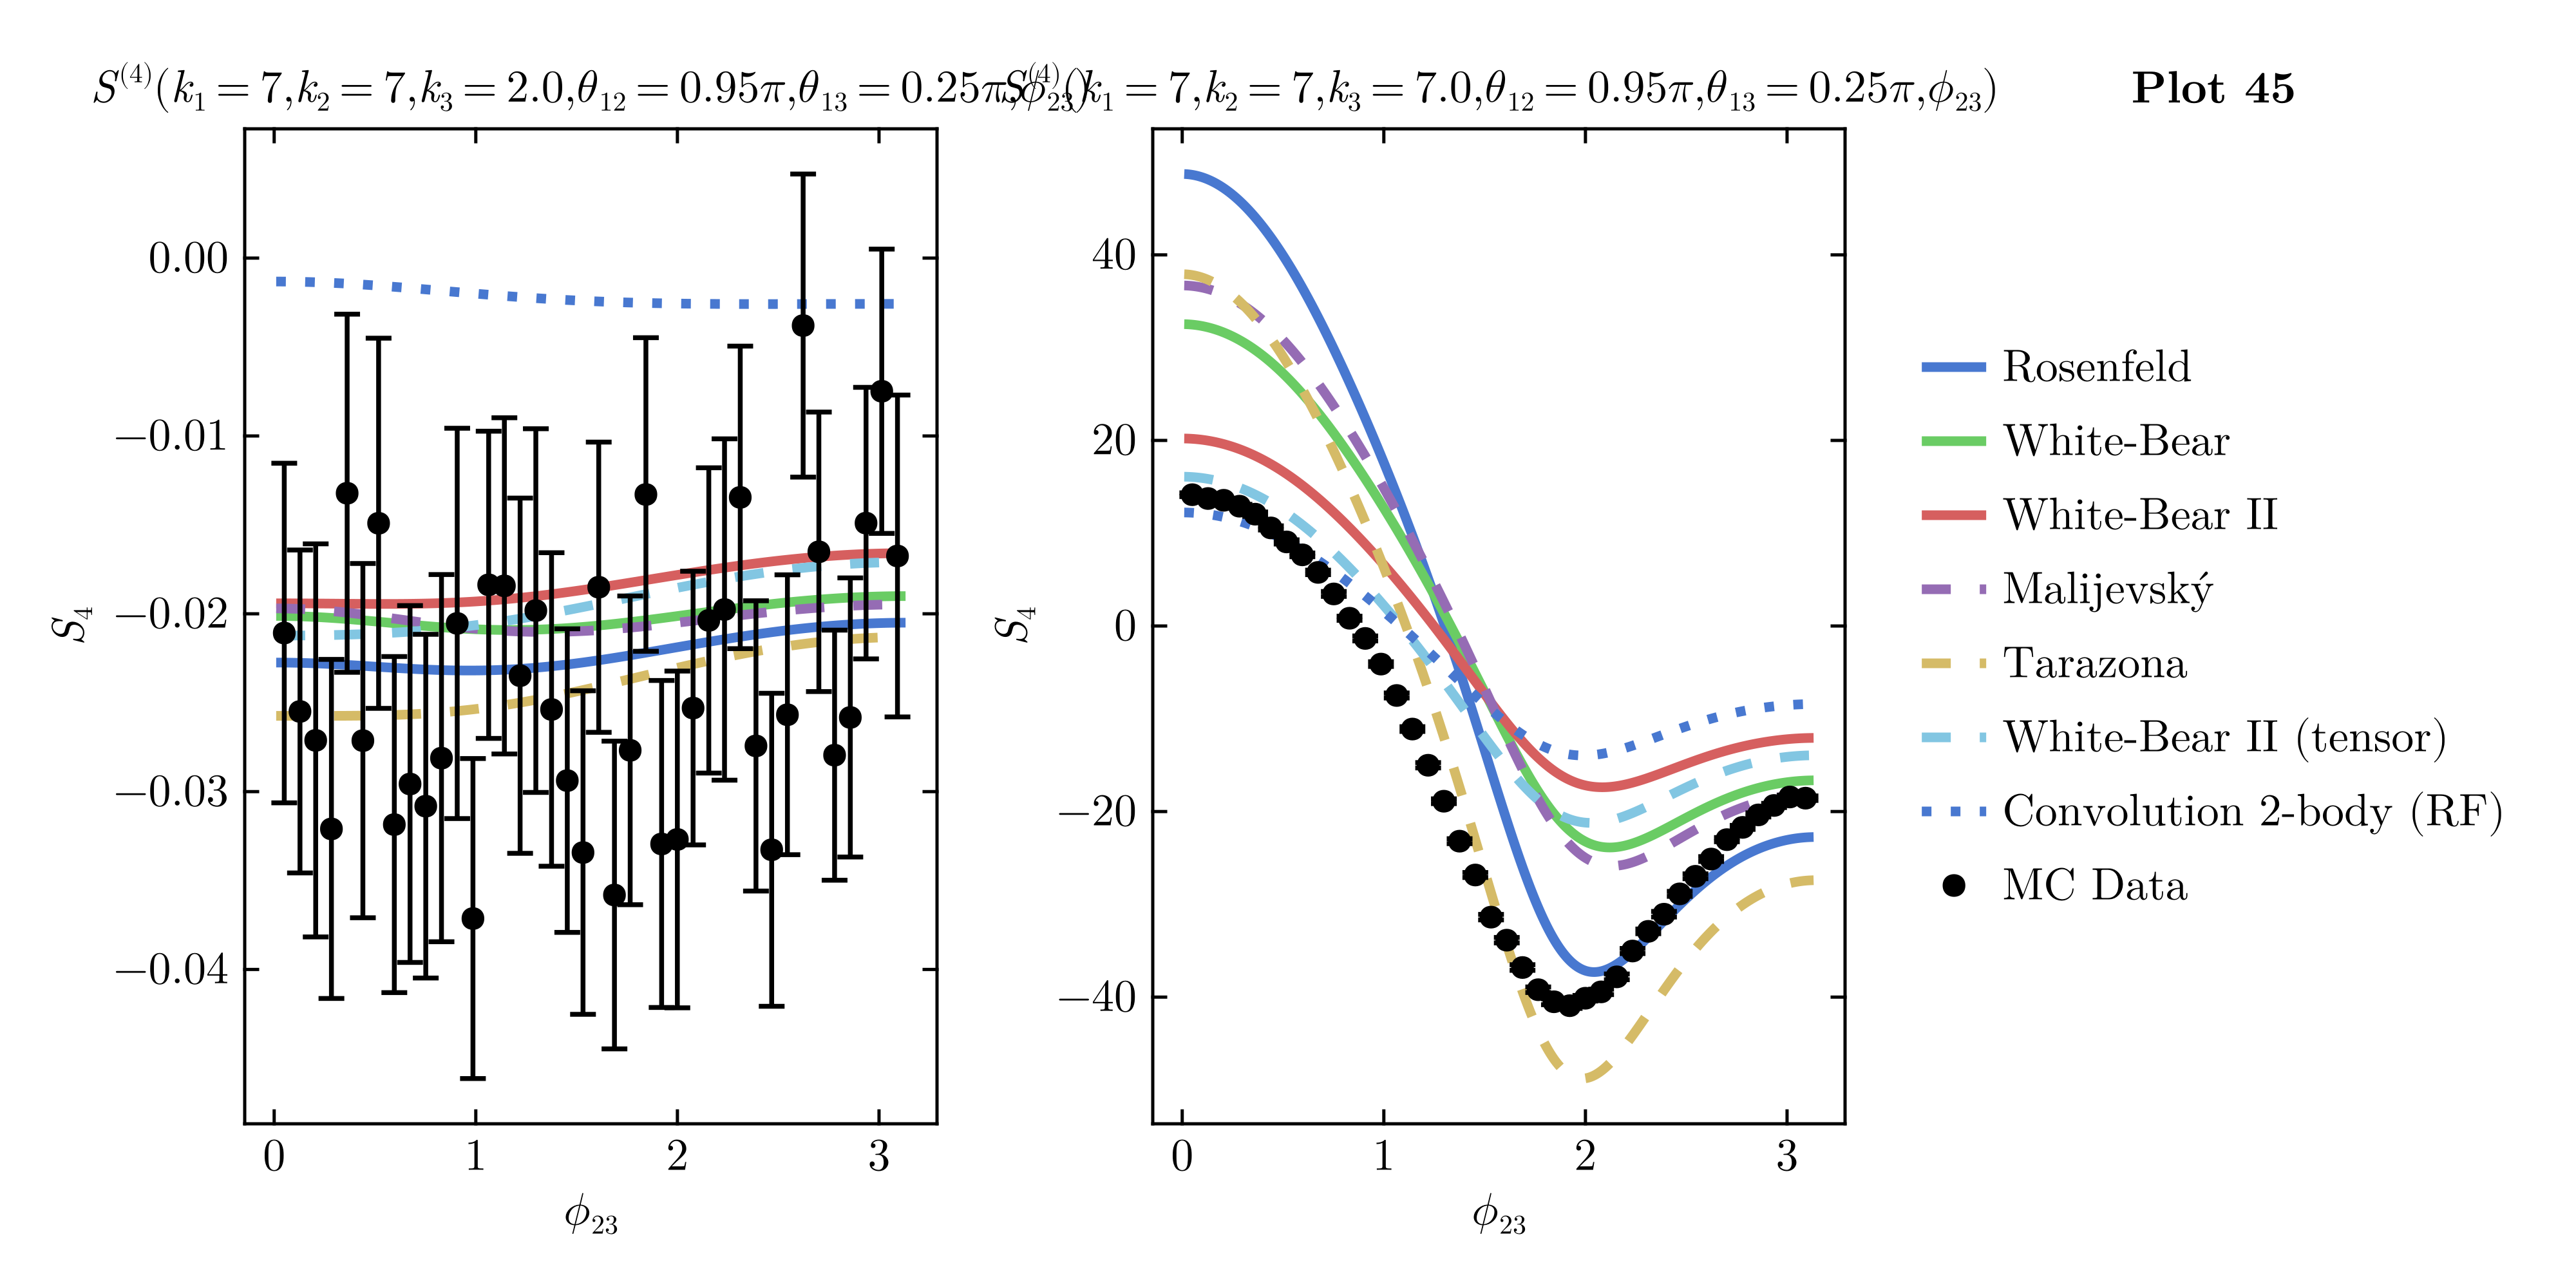 S^(4)(k_1 = 7,k_2 = 7,k_3 = 2.0,θ_12 = 0.95π,θ_13 = 0.25π,ϕ_23)
S^(4)(k_1 = 7,k_2 = 7,k_3 = 7.0,θ_12 = 0.95π,θ_13 = 0.25π,ϕ_23)
Plot 45
0.00
−0.01
−0.02
−0.03
−0.04
S_4
0 1 2 3
ϕ_23
40
20
0
−20
−40
S_4
0 1 2 3
ϕ_23
Rosenfeld
White-Bear
White-Bear II
Malijevský
Tarazona
White-Bear II (tensor)
Convolution 2-body (RF)
MC Data